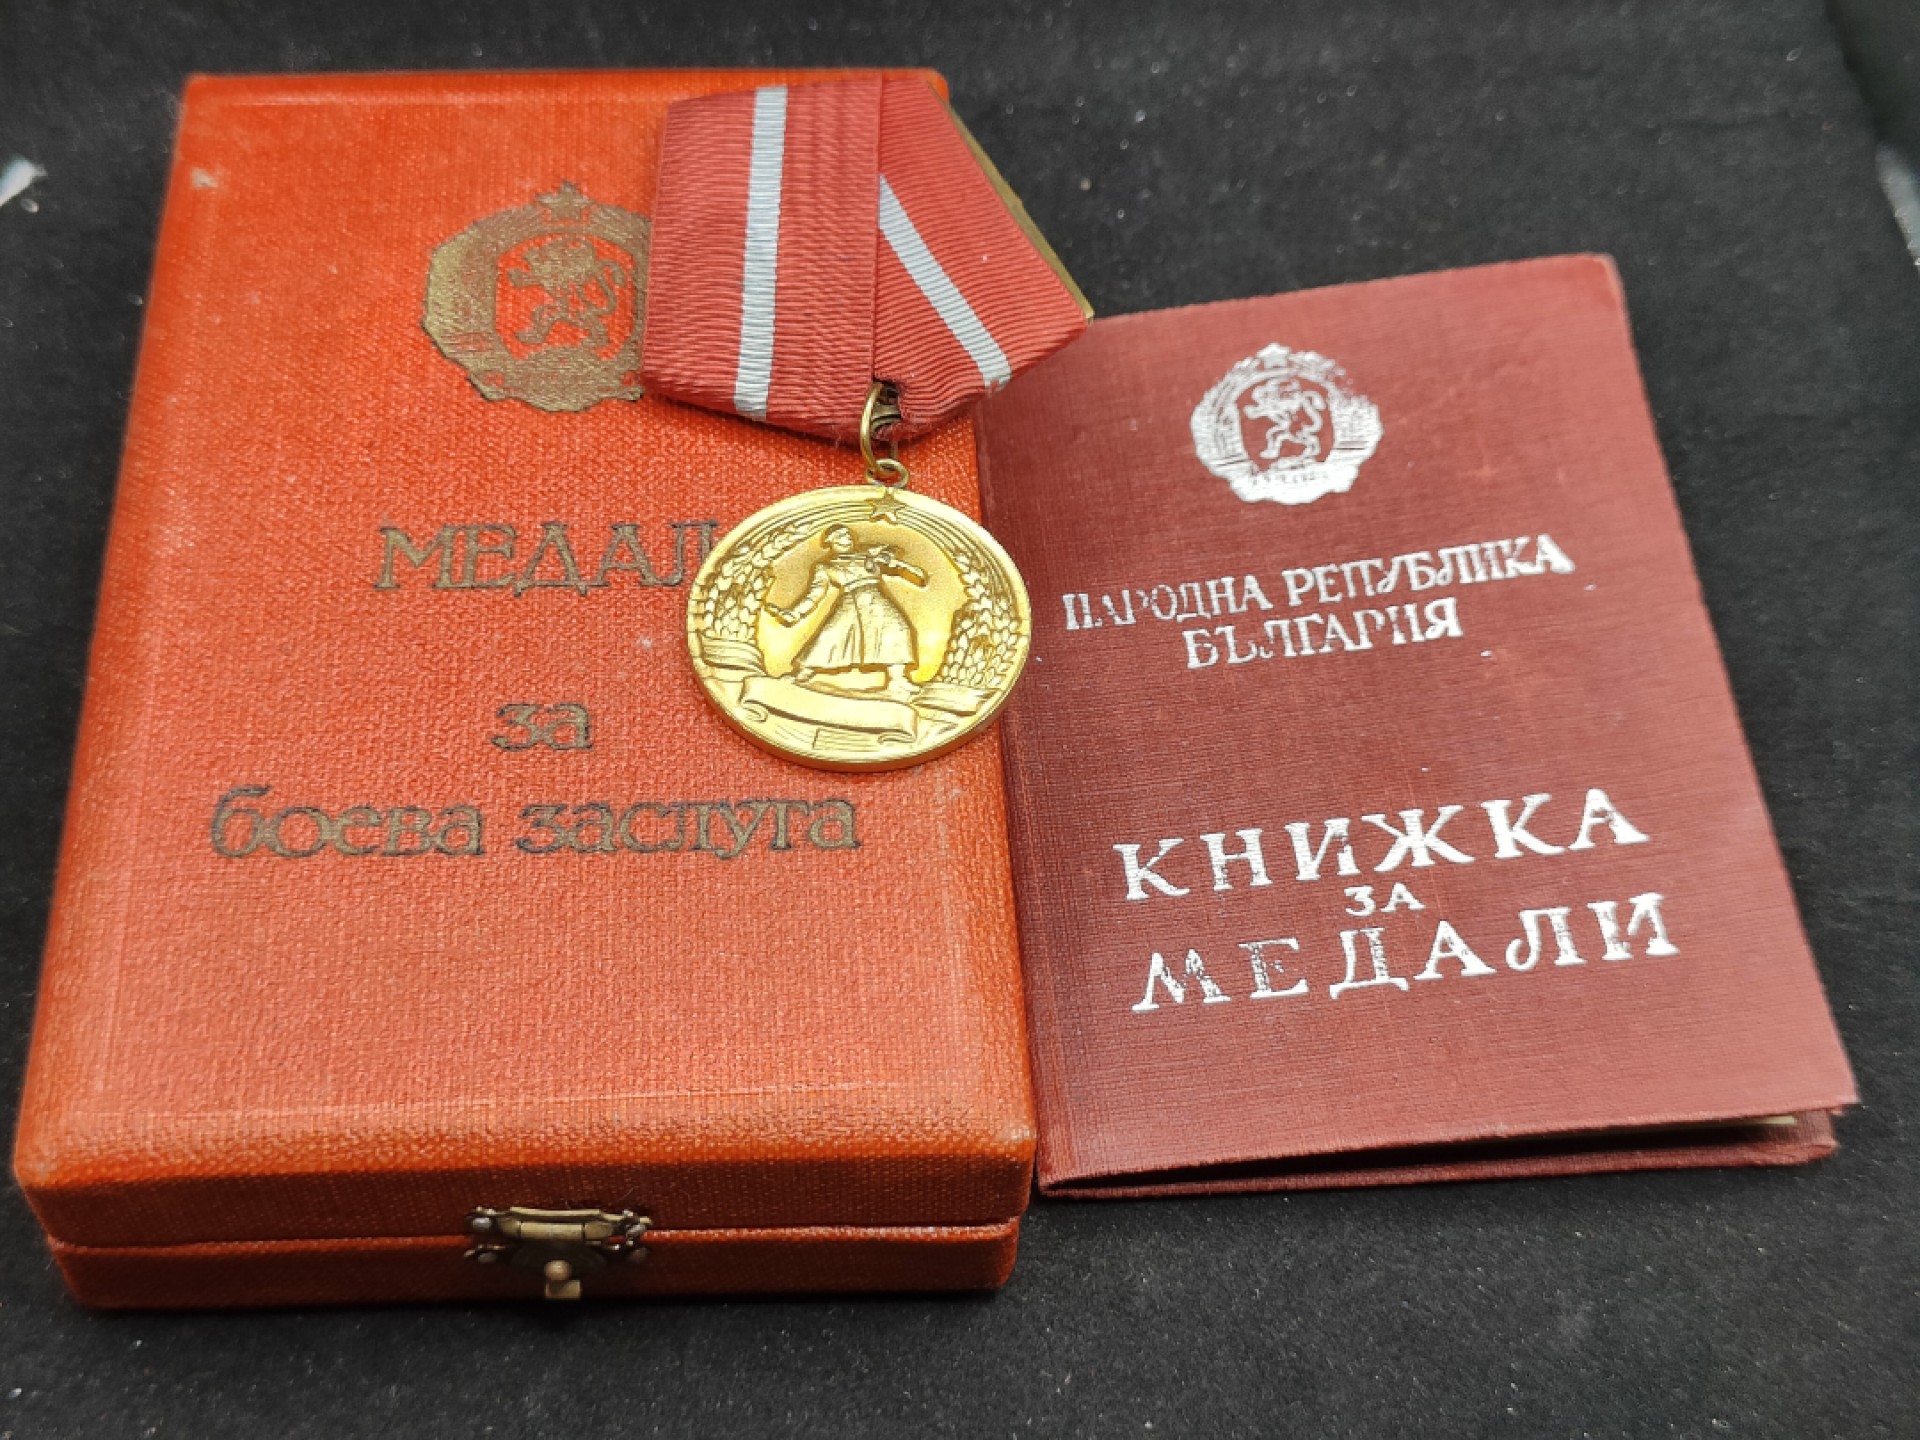 МЕДАЛ
за
боева заслуга
НАРОДНА РЕПУБЛИКА
БЪЛГАРИЯ
КНИЖКА
ЗА
МЕДАЛИ